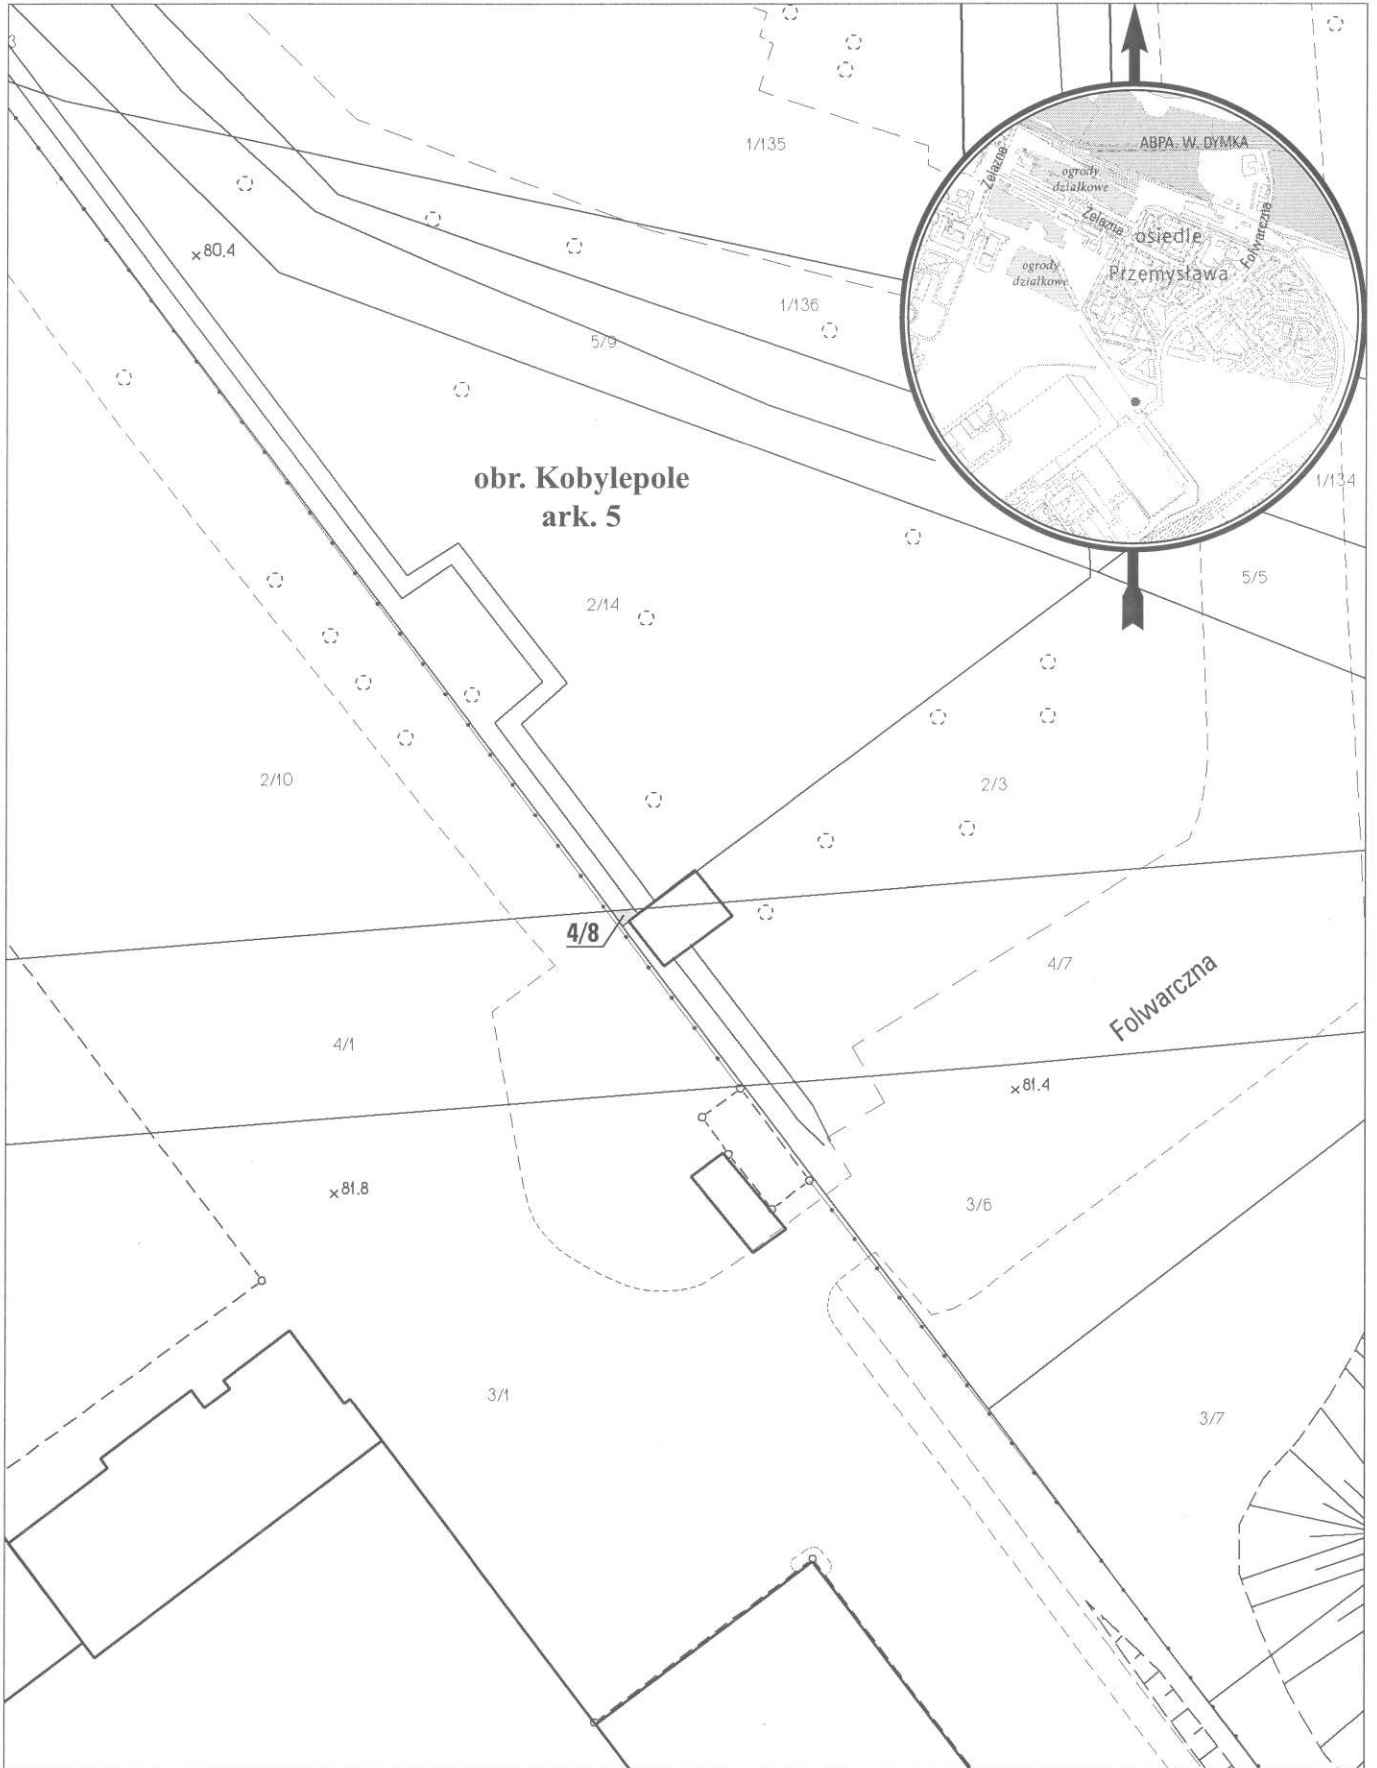 3
1/135
ABPA. W. DYMKA
Żelazna
ogrody
działkowe
Żelazna
osiedle
Przemysława
Folwarczna
ogrody
działkowe
80.4
1/136
5/9
obr. Kobylepole
ark. 5
1/134
5/5
2/14
2/10
2/3
4/8
4/7
Folwarczna
4/1
81.4
81.8
3/6
3/1
3/7